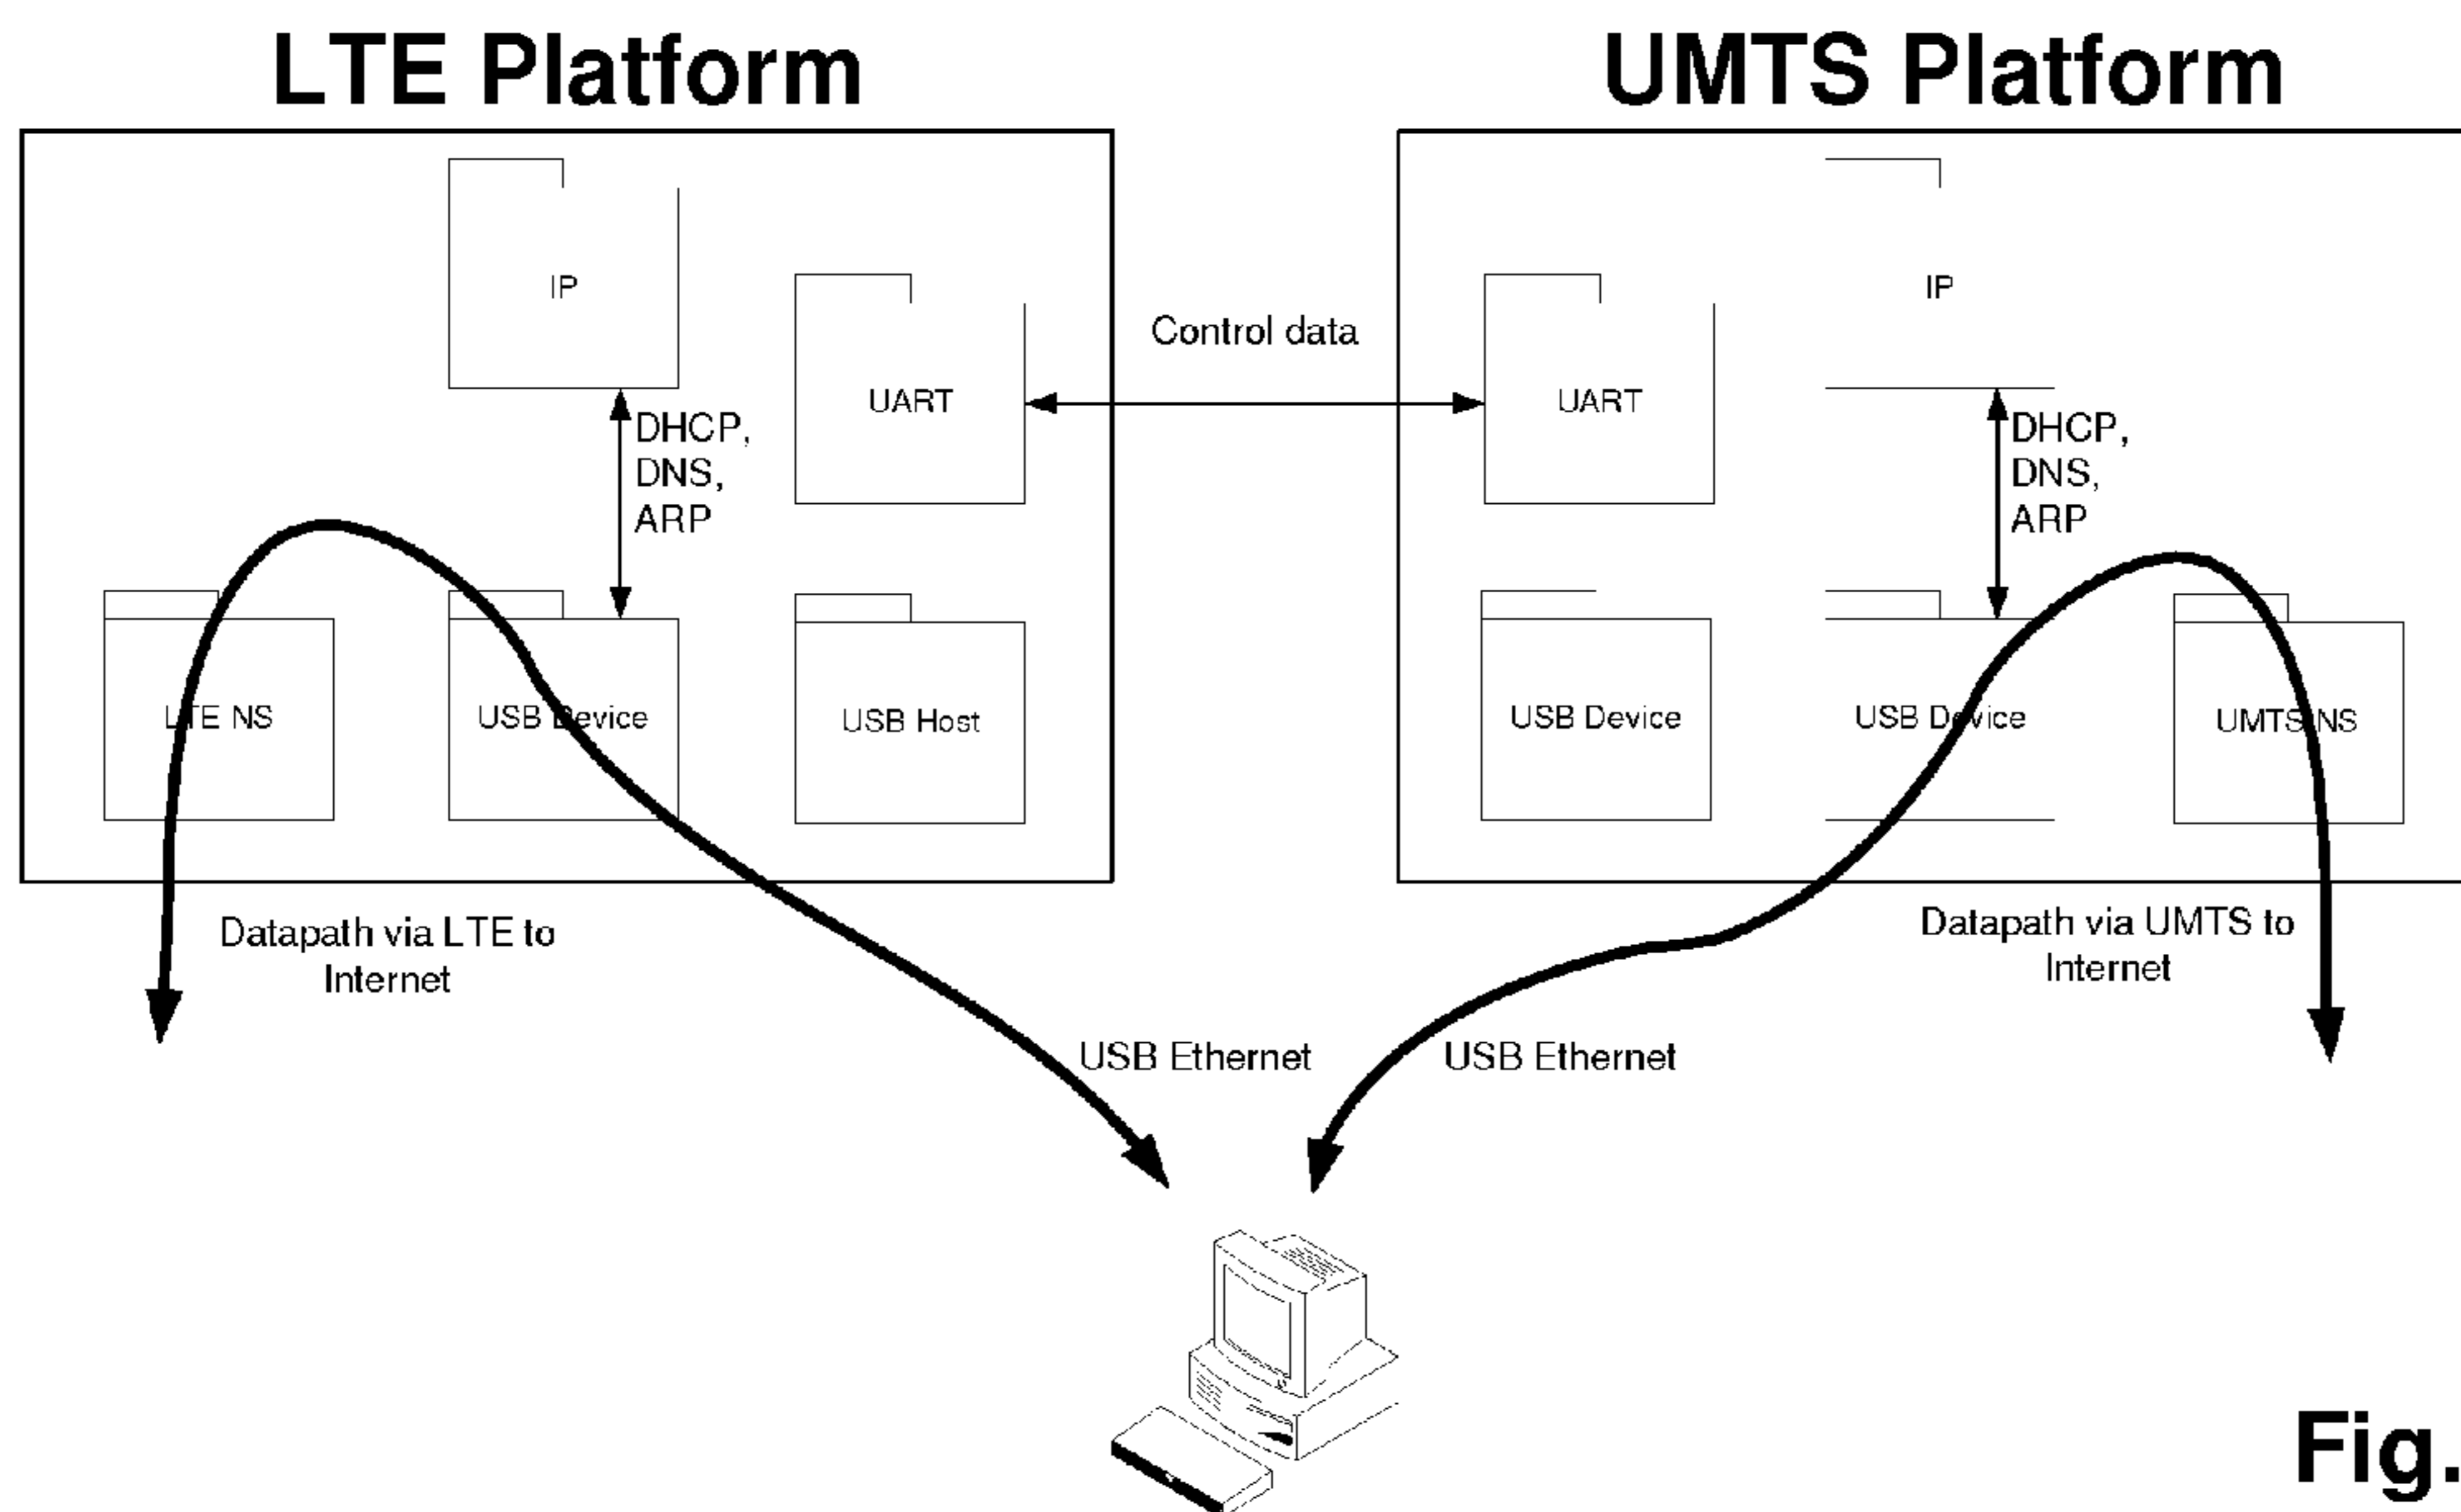 LTE Platform
UMTS Platform
IP
IP
Control data
UART
UART
DHCP,
DNS,
ARP
DHCP,
DNS,
ARP
LTE NS
USB Device
USB Host
USB Device
USB Device
UMTS NS
Datapath via LTE to
Internet
Datapath via UMTS to
Internet
USB Ethernet
USB Ethernet
Fig.